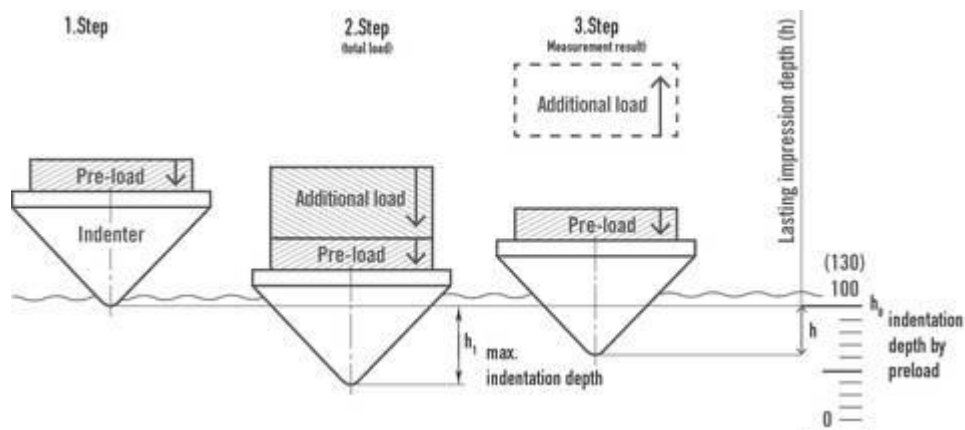 1.Step
2.Step
(total load)
3.Step
Measurement result)
Additional load
Pre-load
Indenter
Additional load
Pre-load
Pre-load
Lasting impression depth (h)
(130)
100
h₀
indentation
depth by
preload
h
h₁
max.
indentation depth
0